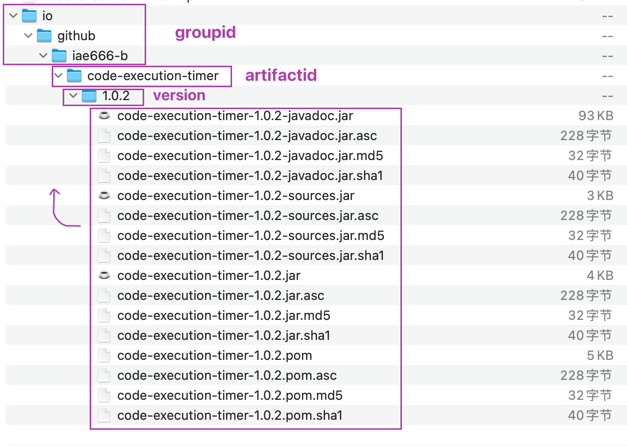 io --
github --
groupid
iae666-b --
code-execution-timer --
artifactid
1.0.2 --
version
code-execution-timer-1.0.2-javadoc.jar 93 KB
code-execution-timer-1.0.2-javadoc.jar.asc 228 字节
code-execution-timer-1.0.2-javadoc.jar.md5 32 字节
code-execution-timer-1.0.2-javadoc.jar.sha1 40 字节
code-execution-timer-1.0.2-sources.jar 3 KB
code-execution-timer-1.0.2-sources.jar.asc 228 字节
code-execution-timer-1.0.2-sources.jar.md5 32 字节
code-execution-timer-1.0.2-sources.jar.sha1 40 字节
code-execution-timer-1.0.2.jar 4 KB
code-execution-timer-1.0.2.jar.asc 228 字节
code-execution-timer-1.0.2.jar.md5 32 字节
code-execution-timer-1.0.2.jar.sha1 40 字节
code-execution-timer-1.0.2.pom 5 KB
code-execution-timer-1.0.2.pom.asc 228 字节
code-execution-timer-1.0.2.pom.md5 32 字节
code-execution-timer-1.0.2.pom.sha1 40 字节